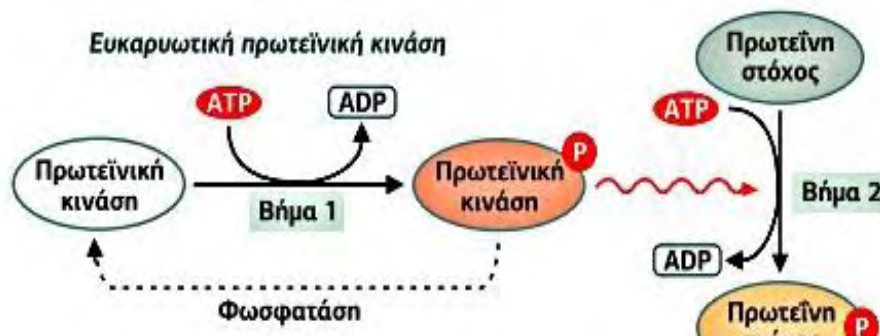 Ευκαρυωτική πρωτεϊνική κινάση
ATP
ADP
Πρωτεϊνική
κινάση
Βήμα 1
Πρωτεϊνική
κινάση
P
Φωσφατάση
Πρωτεΐνη
στόχος
ATP
Βήμα 2
ADP
Πρωτεΐνη
P